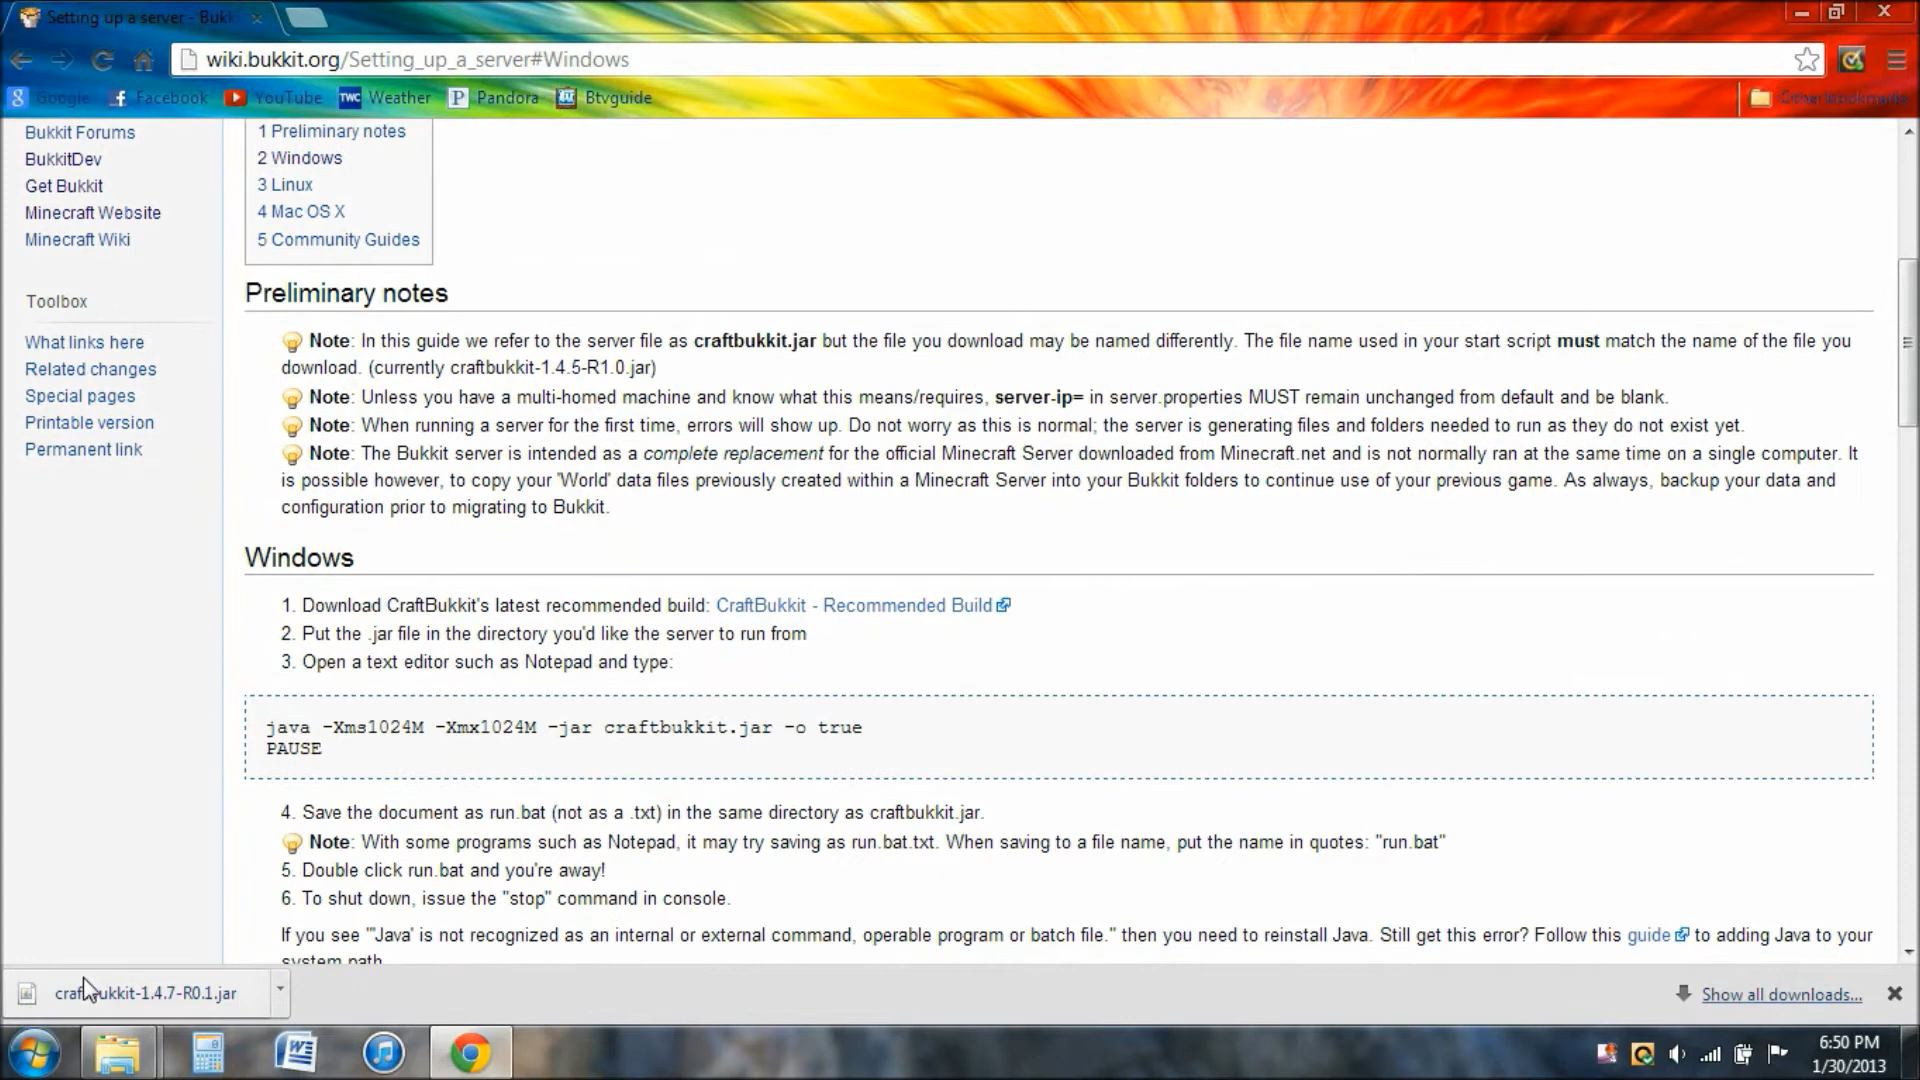 Setting up a server - Bukk
wiki.bukkit.org/Setting_up_a_server#Windows
Google Facebook YouTube TWC Weather Pandora Btvguide Other bookmarks
Bukkit Forums
BukkitDev
Get Bukkit
Minecraft Website
Minecraft Wiki
Toolbox
What links here
Related changes
Special pages
Printable version
Permanent link
1 Preliminary notes
2 Windows
3 Linux
4 Mac OS X
5 Community Guides
Preliminary notes
Note: In this guide we refer to the server file as craftbukkit.jar but the file you download may be named differently. The file name used in your start script must match the name of the file you
download. (currently craftbukkit-1.4.5-R1.0.jar)
Note: Unless you have a multi-homed machine and know what this means/requires, server-ip= in server.properties MUST remain unchanged from default and be blank.
Note: When running a server for the first time, errors will show up. Do not worry as this is normal; the server is generating files and folders needed to run as they do not exist yet.
Note: The Bukkit server is intended as a complete replacement for the official Minecraft Server downloaded from Minecraft.net and is not normally ran at the same time on a single computer. It
is possible however, to copy your 'World' data files previously created within a Minecraft Server into your Bukkit folders to continue use of your previous game. As always, backup your data and
configuration prior to migrating to Bukkit.
Windows
1. Download CraftBukkit's latest recommended build: CraftBukkit - Recommended Build
2. Put the .jar file in the directory you'd like the server to run from
3. Open a text editor such as Notepad and type:
java -Xms1024M -Xmx1024M -jar craftbukkit.jar -o true
PAUSE
4. Save the document as run.bat (not as a .txt) in the same directory as craftbukkit.jar.
Note: With some programs such as Notepad, it may try saving as run.bat.txt. When saving to a file name, put the name in quotes: "run.bat"
5. Double click run.bat and you're away!
6. To shut down, issue the "stop" command in console.
If you see "'Java' is not recognized as an internal or external command, operable program or batch file." then you need to reinstall Java. Still get this error? Follow this guide to adding Java to your
system path.
craftbukkit-1.4.7-R0.1.jar
Show all downloads...
6:50 PM
1/30/2013